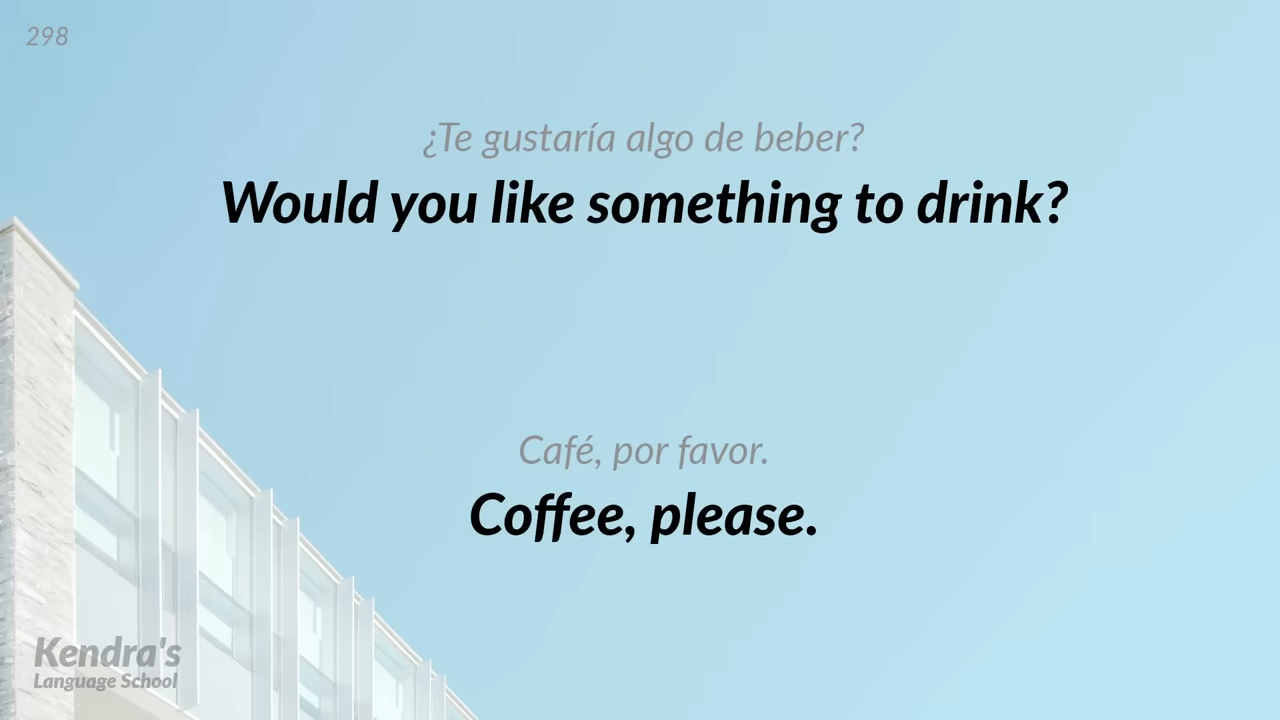 298
¿Te gustaría algo de beber?
Would you like something to drink?
Café, por favor.
Coffee, please.
Kendra's
Language School